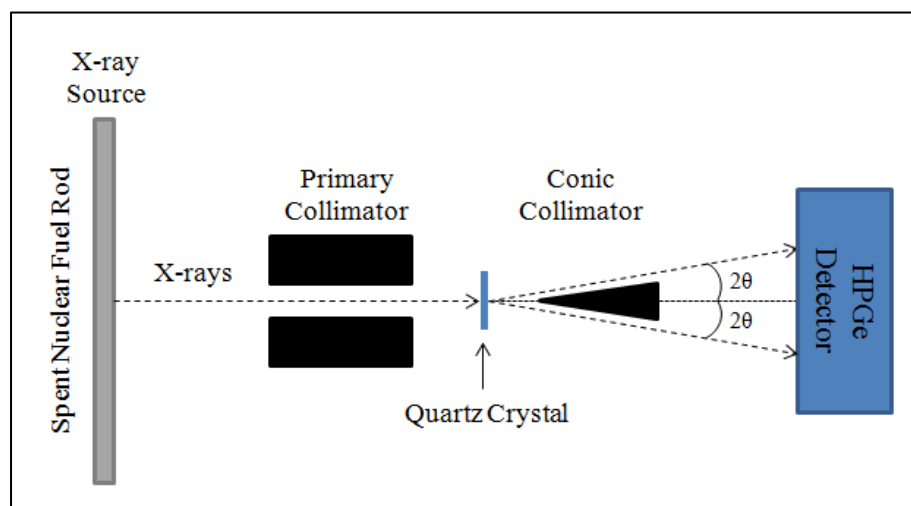 X-ray
Source
Spent Nuclear Fuel Rod
X-rays
Primary
Collimator
Quartz Crystal
Conic
Collimator
2θ
2θ
HPGe
Detector